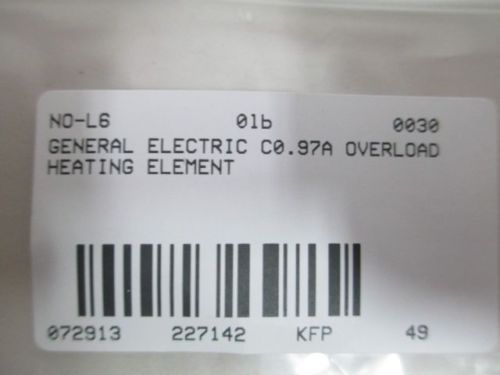 NO-L6 01b 0030
GENERAL ELECTRIC C0.97A OVERLOAD
HEATING ELEMENT
072913 227142 KFP 49